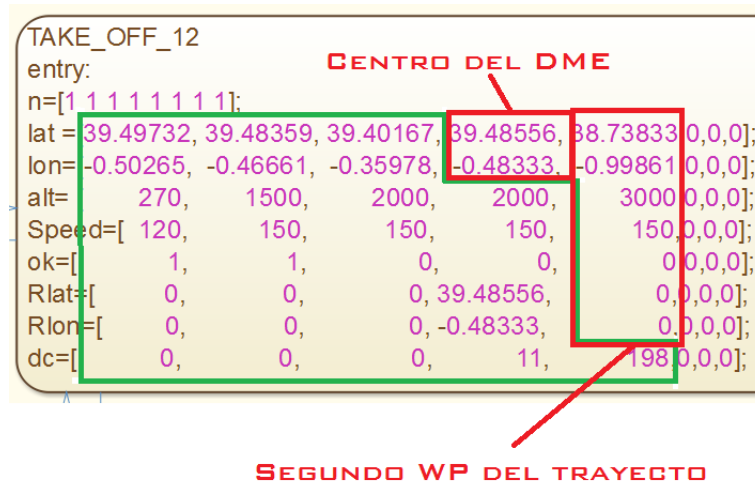 TAKE_OFF_12
CENTRO DEL DME
entry:
n=[1 1 1 1 1 1 1 1];
lat = 39.49732, 39.48359, 39.40167, 39.48556, 38.73833,0,0,0];
lon= -0.50265, -0.46661, -0.35978, -0.48333, -0.99861,0,0,0];
alt= 270, 1500, 2000, 2000, 3000,0,0,0];
Speed=[ 120, 150, 150, 150, 150,0,0,0];
ok=[ 1, 1, 0, 0, 0,0,0,0];
Rlat=[ 0, 0, 0, 39.48556, 0,0,0,0];
Rlon=[ 0, 0, 0, -0.48333, 0,0,0,0];
dc=[ 0, 0, 0, 11, 198,0,0,0];
SEGUNDO WP DEL TRAYECTO